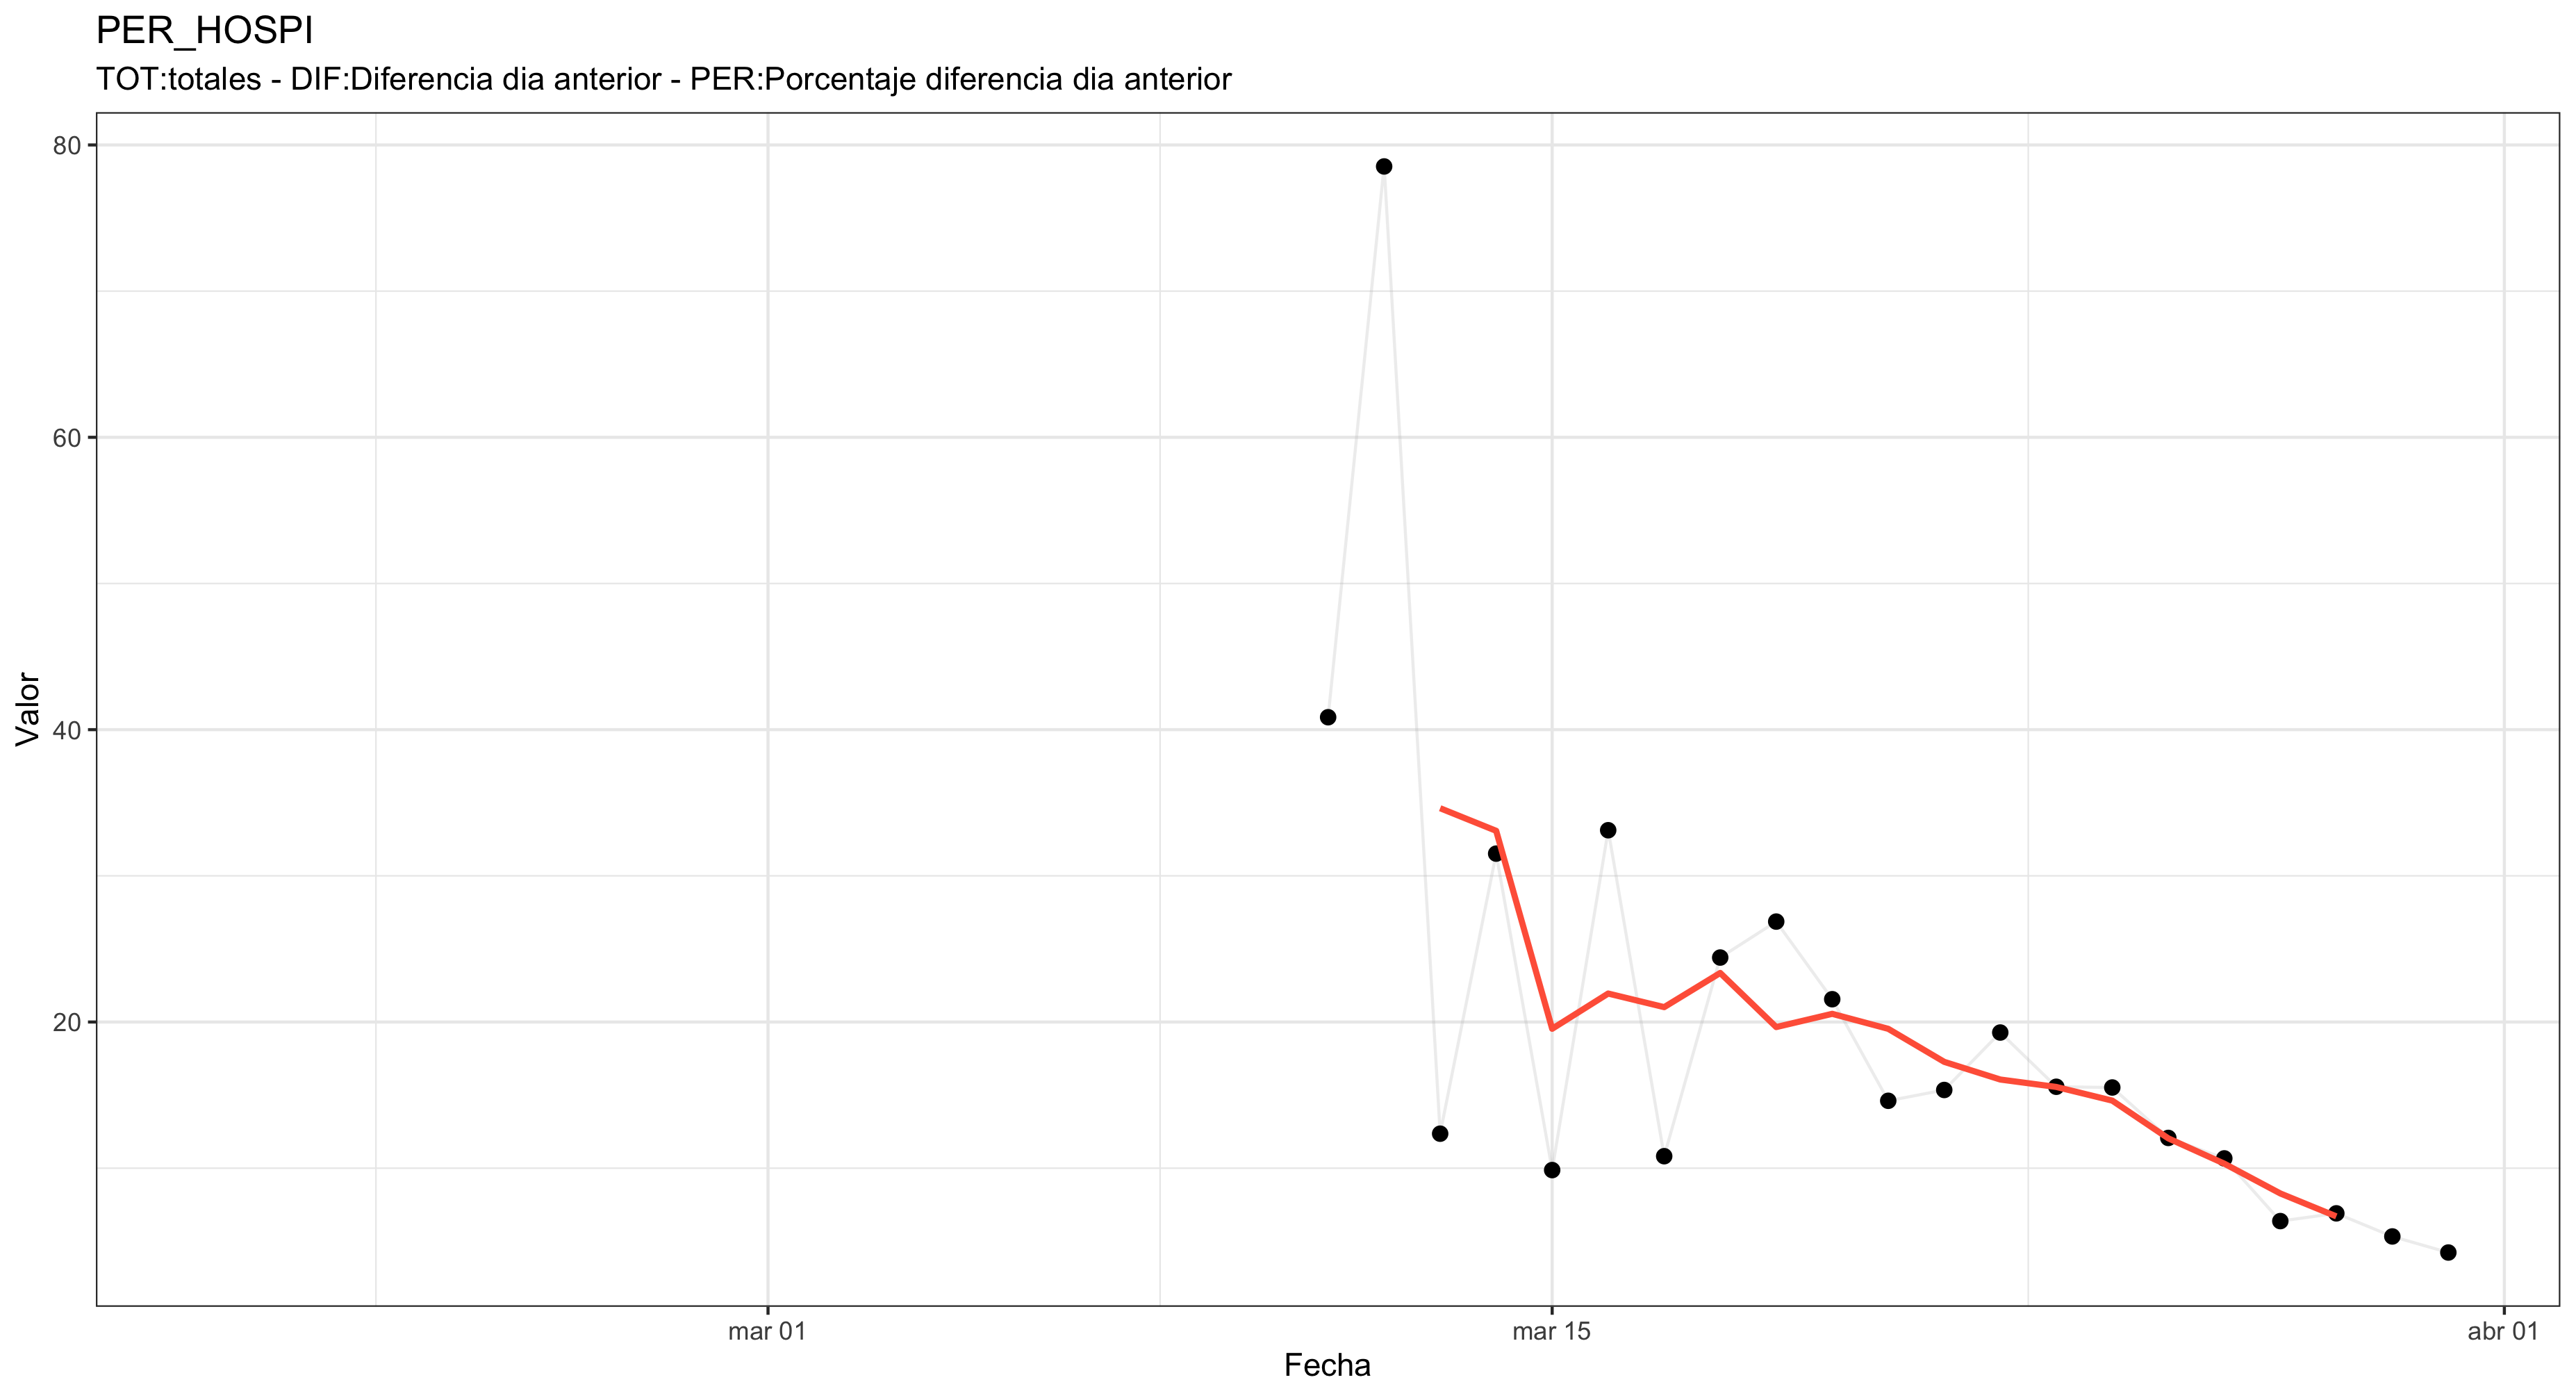 PER_HOSPI
TOT:totales - DIF:Diferencia dia anterior - PER:Porcentaje diferencia dia anterior
Valor
80
60
40
20
mar 01
mar 15
abr 01
Fecha